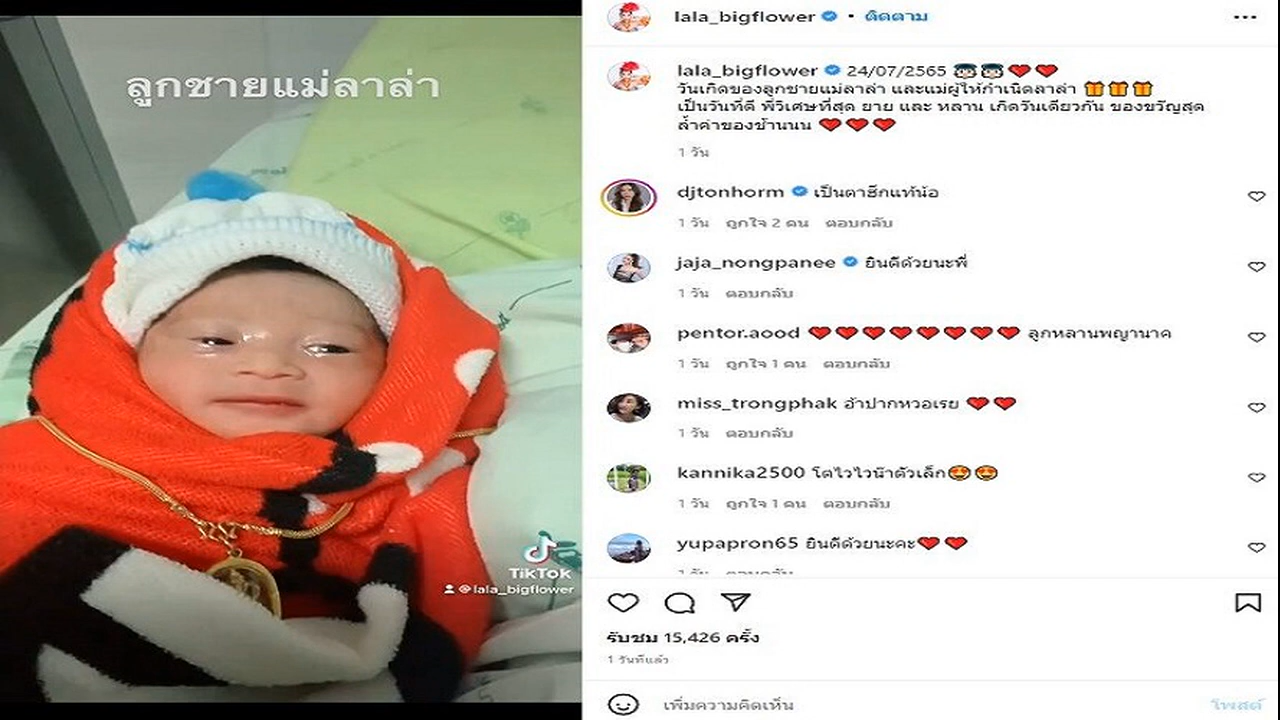 ลูกชายแม่ลาล่า
TikTok
@lala_bigflower
lala_bigflower • ติดตาม
lala_bigflower 24/07/2565
วันเกิดของลูกชายแม่ลาล่า และแม่ผู้ให้กำเนิดลาล่า
เป็นวันที่ดี พิวิเศษที่สุด ยาย และ หลาน เกิดวันเดียวกัน ของขวัญสุด
ล้ำค่าของช้านนน
1 วัน
djtonhorm เป็นตาฮักแท้น้อ
1 วัน ถูกใจ 2 คน ตอบกลับ
jaja_nongpanee ยินดีด้วยนะพี่
1 วัน ตอบกลับ
pentor.aood ลูกหลานพญานาค
1 วัน ถูกใจ 1 คน ตอบกลับ
miss_trongphak อ้าปากหวอเรย
1 วัน ตอบกลับ
kannika2500 โตไวไวน๊าตัวเล็ก
1 วัน ถูกใจ 1 คน ตอบกลับ
yupapron65 ยินดีด้วยนะคะ
1 วัน ตอบกลับ
รับชม 15,426 ครั้ง
1 วันที่แล้ว
เพิ่มความคิดเห็น
โพสต์